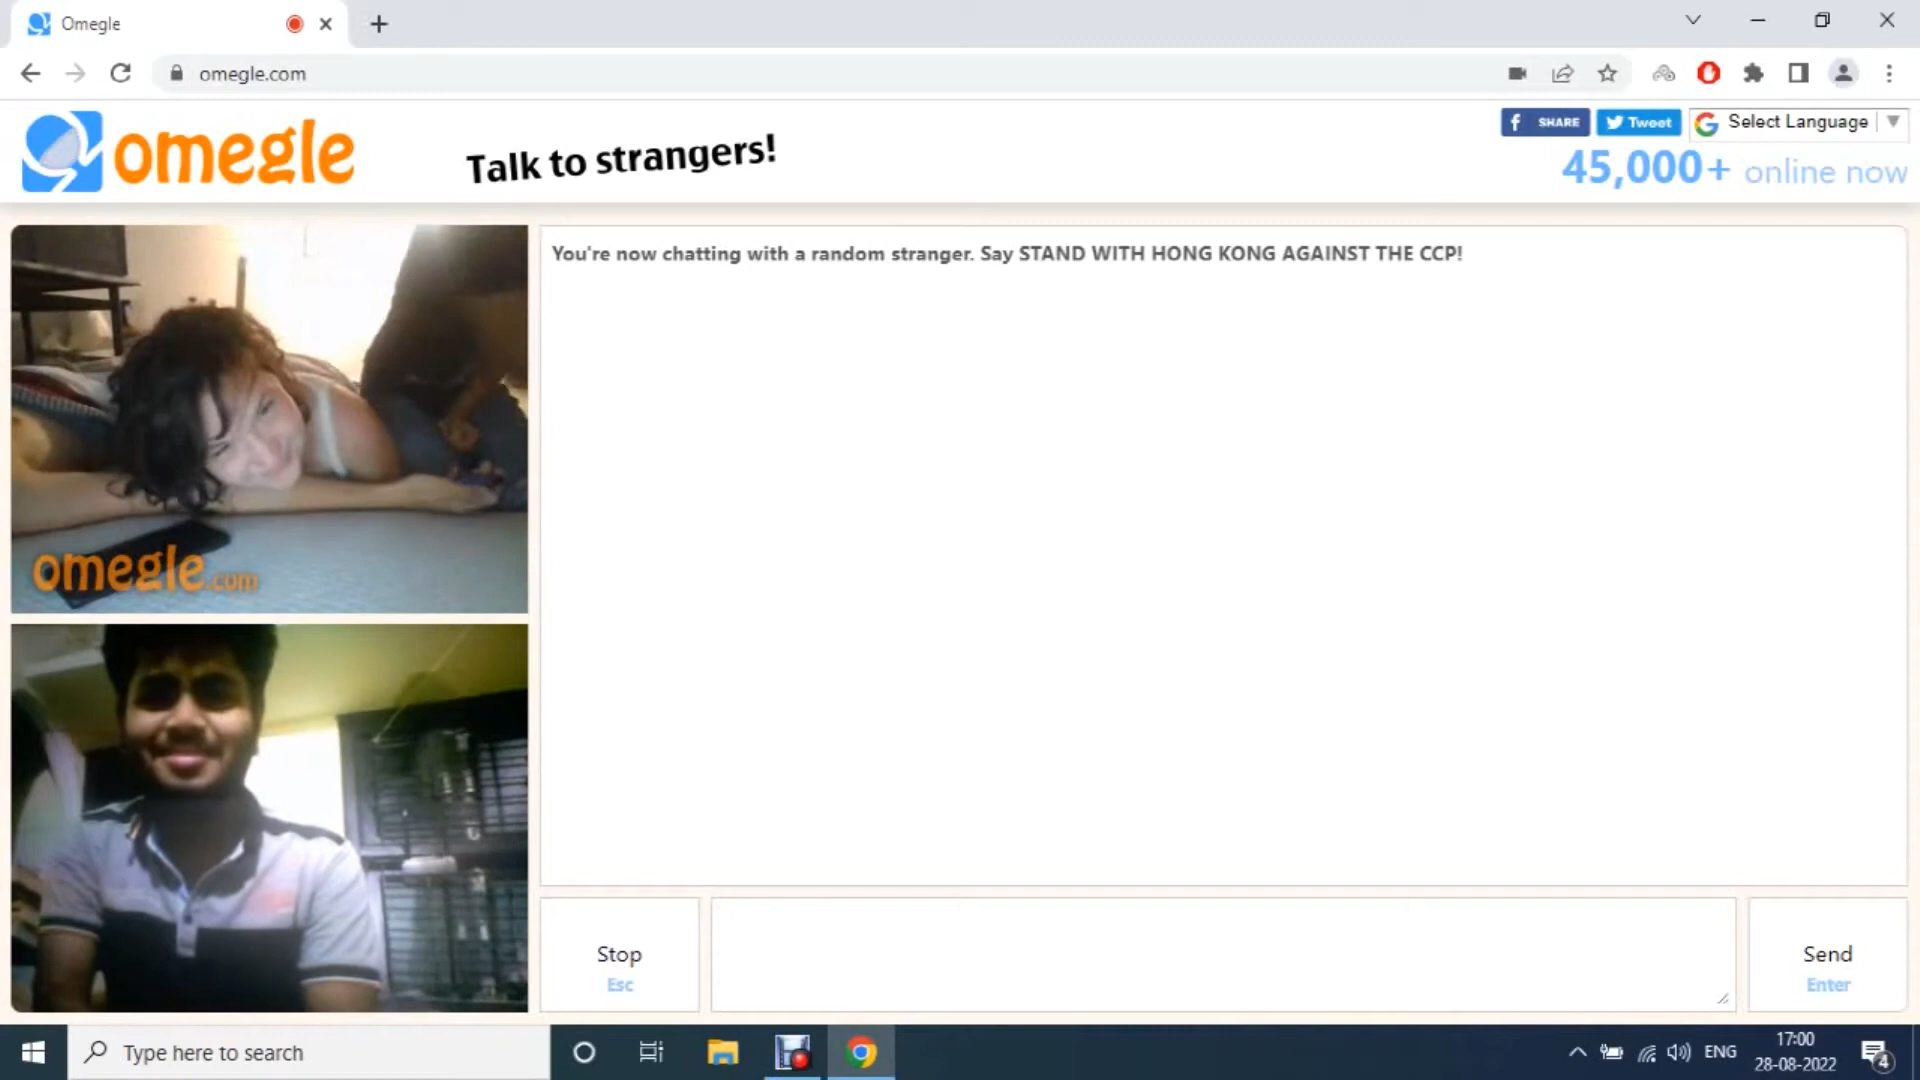 Omegle
omegle.com
omegle
Talk to strangers!
SHARE
Tweet
Select Language
45,000+ online now
You're now chatting with a random stranger. Say STAND WITH HONG KONG AGAINST THE CCP!
omegle.com
Stop
Esc
Send
Enter
Type here to search
ENG
17:00
28-08-2022
4